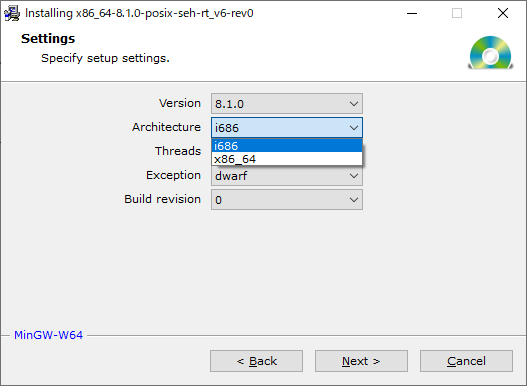 Installing x86_64-8.1.0-posix-seh-rt_v6-rev0
Settings
Specify setup settings.
Version 8.1.0
Architecture i686
i686
x86_64
Threads
Exception dwarf
Build revision 0
MinGW-W64
< Back Next > Cancel